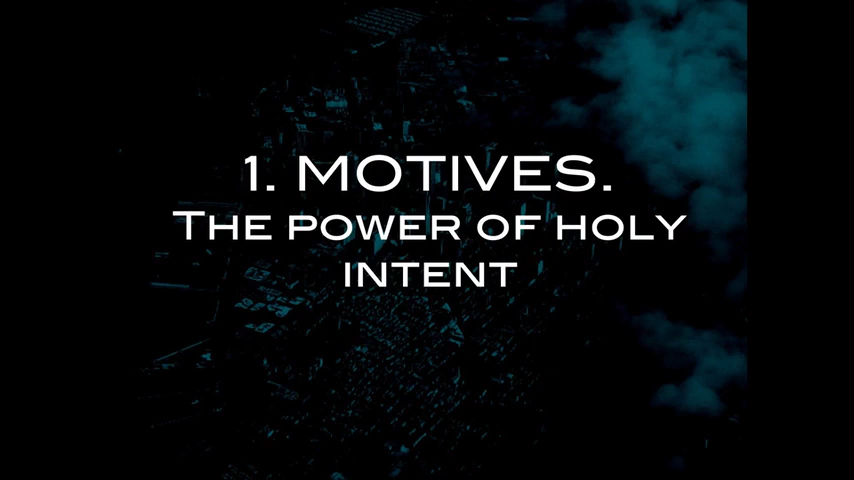 1. MOTIVES.
THE POWER OF HOLY
INTENT